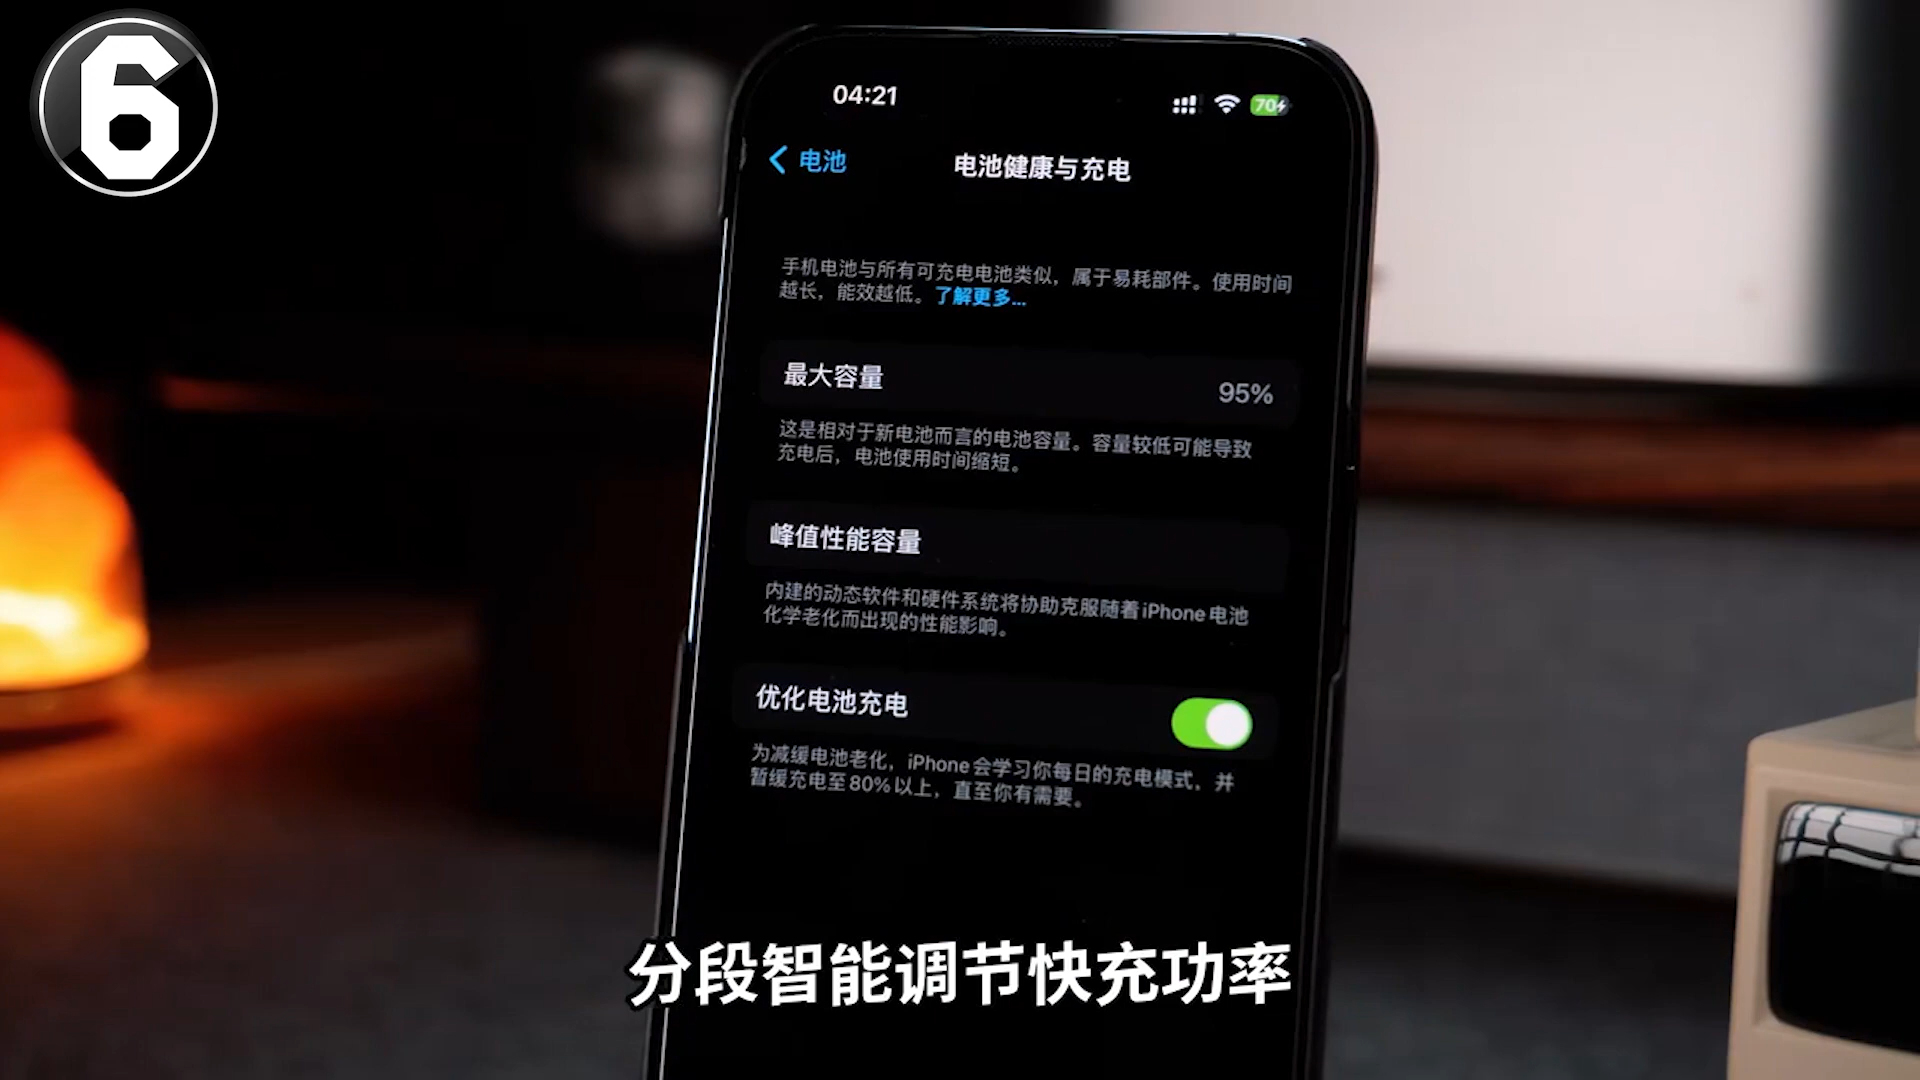 6
04:21
70
电池
电池健康与充电
手机电池与所有可充电电池类似，属于易耗部件。使用时间
越长，能效越低。了解更多...
最大容量
95%
这是相对于新电池而言的电池容量。容量较低可能导致
充电后，电池使用时间缩短。
峰值性能容量
内建的动态软件和硬件系统将协助克服随着iPhone电池
化学老化而出现的性能影响。
优化电池充电
为减缓电池老化，iPhone会学习你每日的充电模式，并
暂缓充电至80%以上，直至你有需要。
分段智能调节快充功率